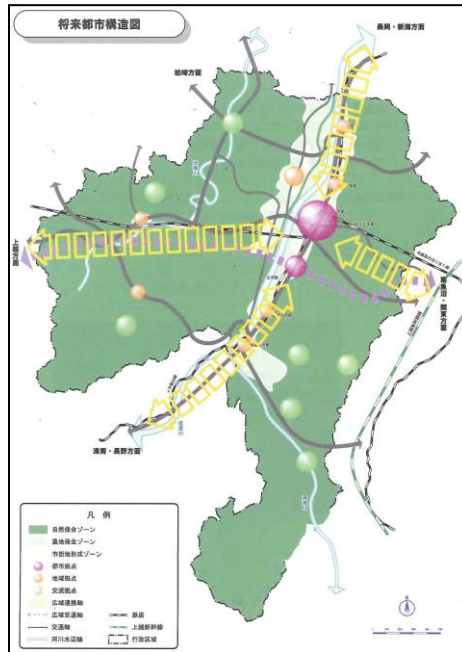 将来都市構造図
長岡・新潟方面
柏崎方面
上越方面
南魚沼・関東方面
津南・長野方面
凡例
自然保全ゾーン
農地保全ゾーン
市街地形成ゾーン
都市拠点
地域拠点
交流拠点
広域連携軸
広域交通軸
交通軸
河川水辺軸
鉄道
上越新幹線
行政区域